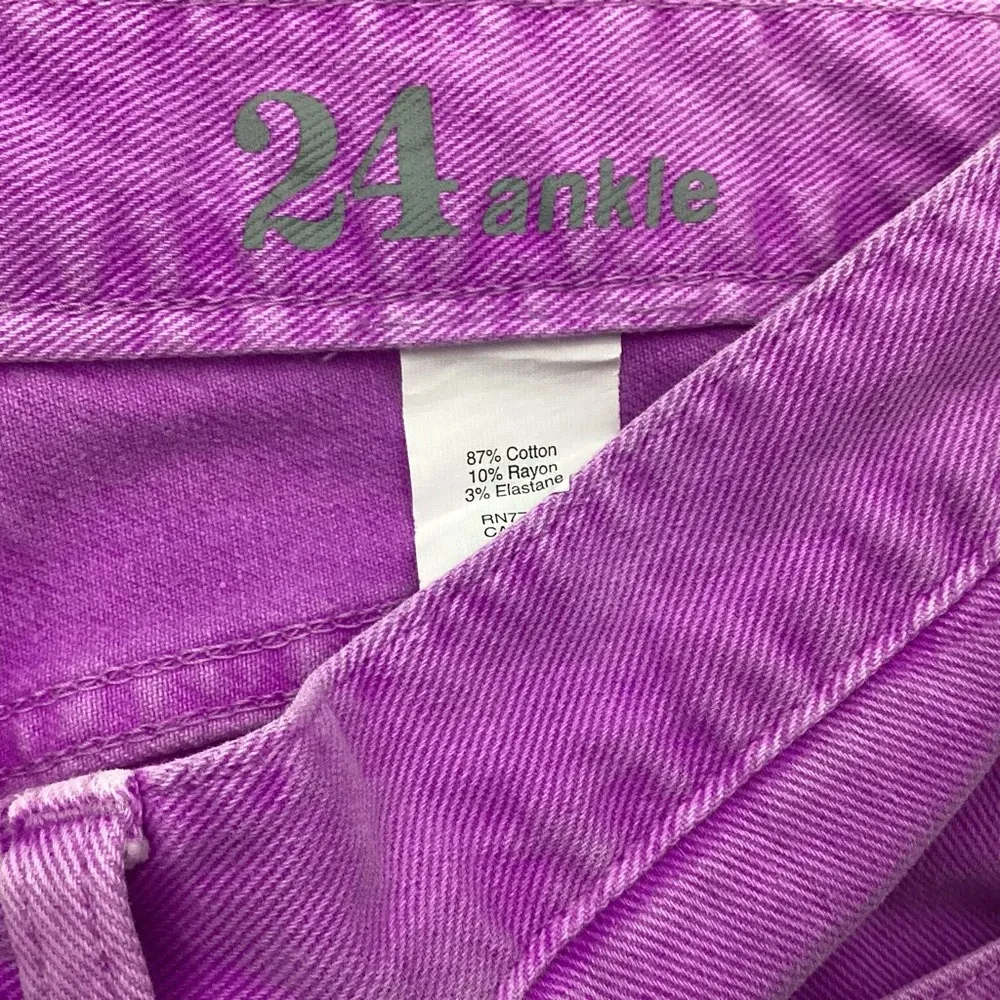 24 ankle
87% Cotton
10% Rayon
3% Elastane